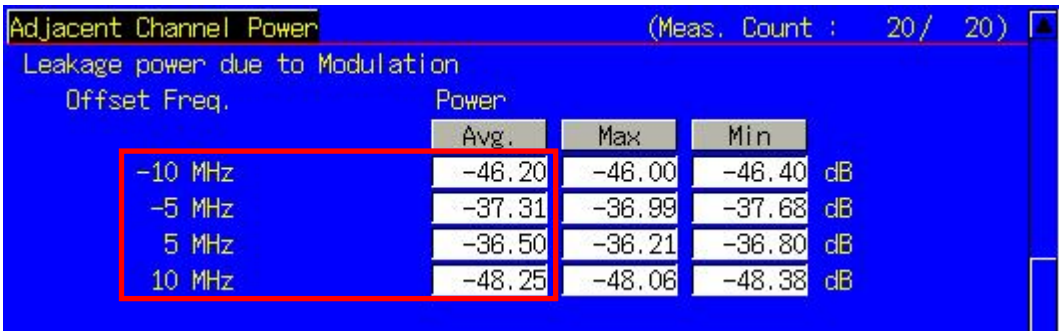 Adjacent Channel Power (Meas. Count : 20/ 20)
Leakage power due to Modulation
Offset Freq. Power
Avg. Max Min
-10 MHz -46.20 -46.00 -46.40 dB
-5 MHz -37.31 -36.99 -37.68 dB
5 MHz -36.50 -36.21 -36.80 dB
10 MHz -48.25 -48.06 -48.38 dB